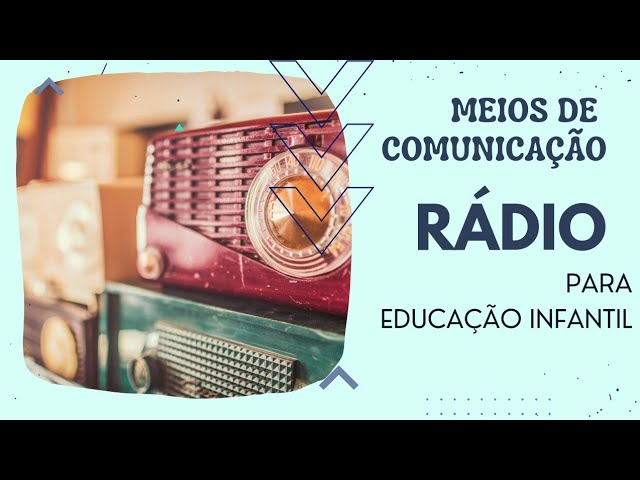 MEIOS DE
COMUNICAÇÃO
RÁDIO
PARA
EDUCAÇÃO INFANTIL